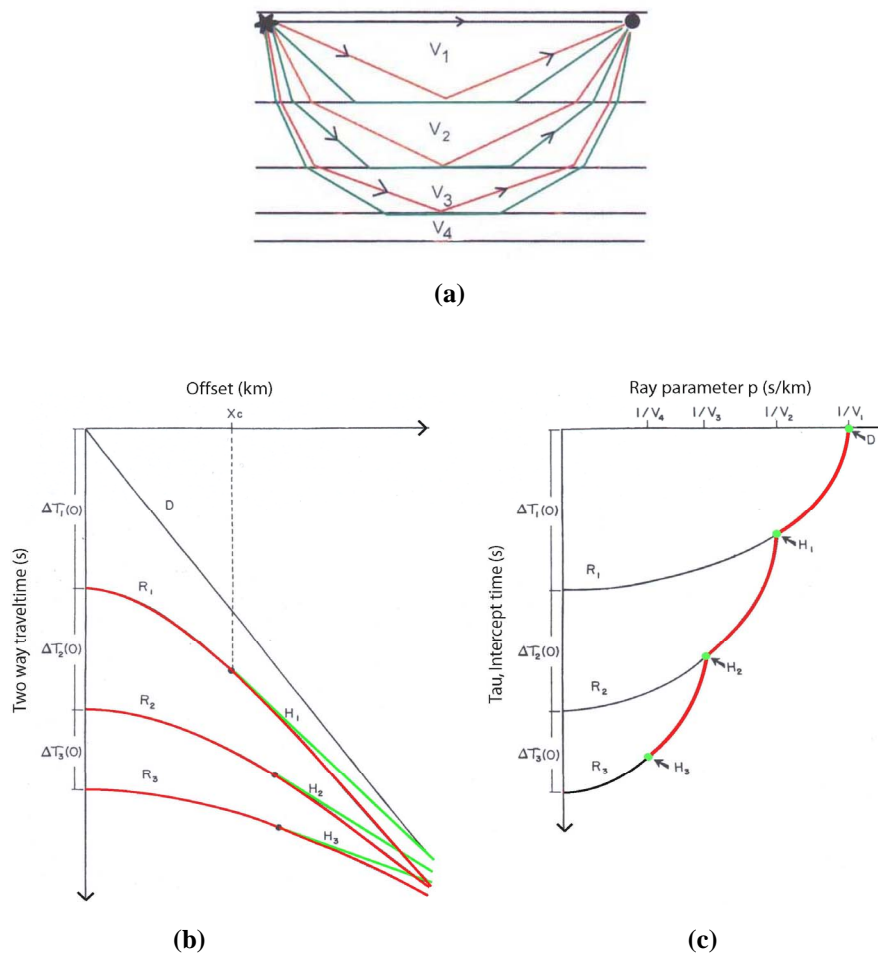 V1
V2
V3
V4
(a)
Offset (km)
Xc
Two way traveltime (s)
ΔT1(0)
ΔT2(0)
ΔT3(0)
D
R1
R2
R3
H1
H2
H3
(b)
Ray parameter p (s/km)
1/V4 1/V3 1/V2 1/V1
Tau, Intercept time (s)
ΔT1(0)
ΔT2(0)
ΔT3(0)
D
H1
R1
H2
R2
R3
H3
(c)